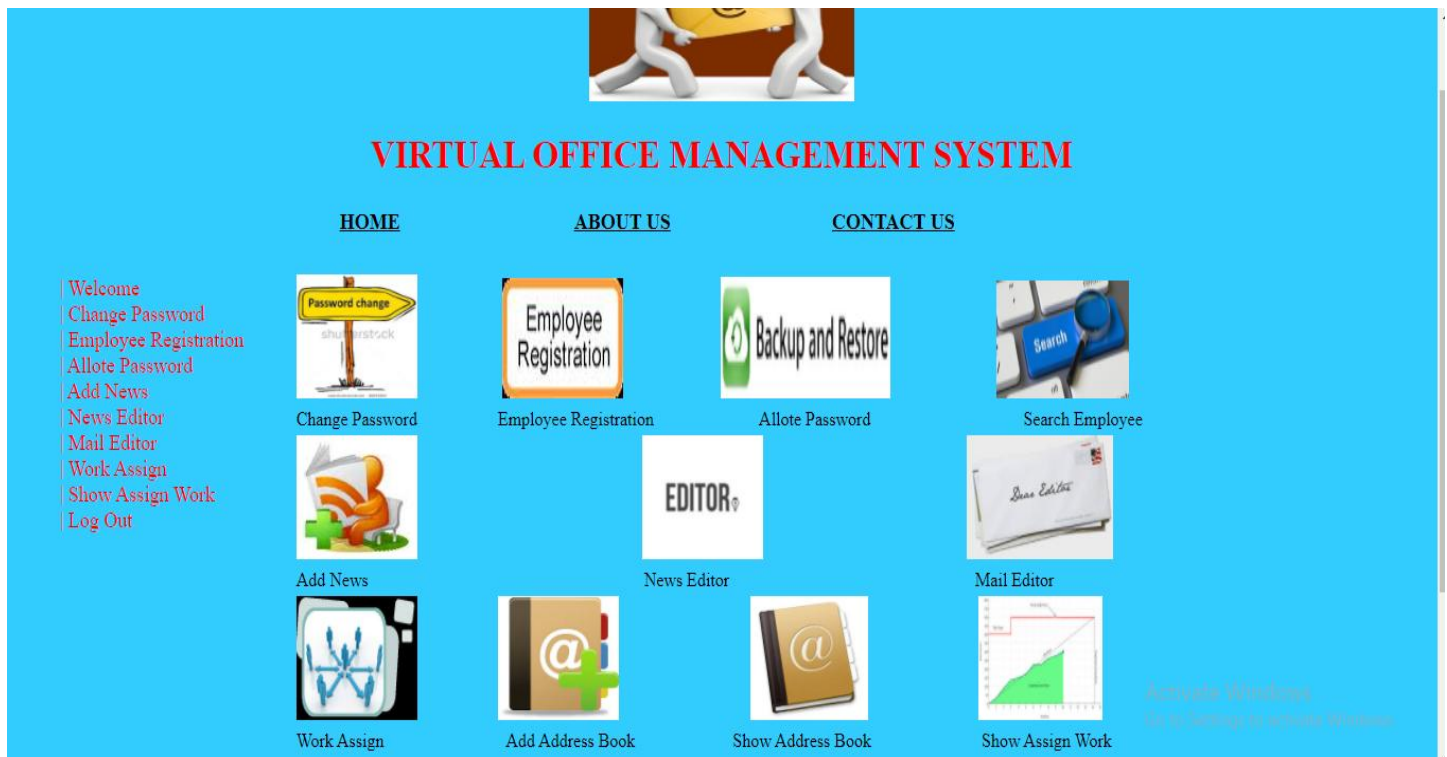 @
VIRTUAL OFFICE MANAGEMENT SYSTEM
HOME ABOUT US CONTACT US
| Welcome
| Change Password
| Employee Registration
| Allote Password
| Add News
| News Editor
| Mail Editor
| Work Assign
| Show Assign Work
| Log Out
Password change
shutterstock
Employee
Registration
Backup and Restore
Search
Change Password Employee Registration Allote Password Search Employee
EDITOR
Dear Editor
Add News News Editor Mail Editor
@
@
Work Assign Add Address Book Show Address Book Show Assign Work
Activate Windows
Go to Settings to activate Windows.